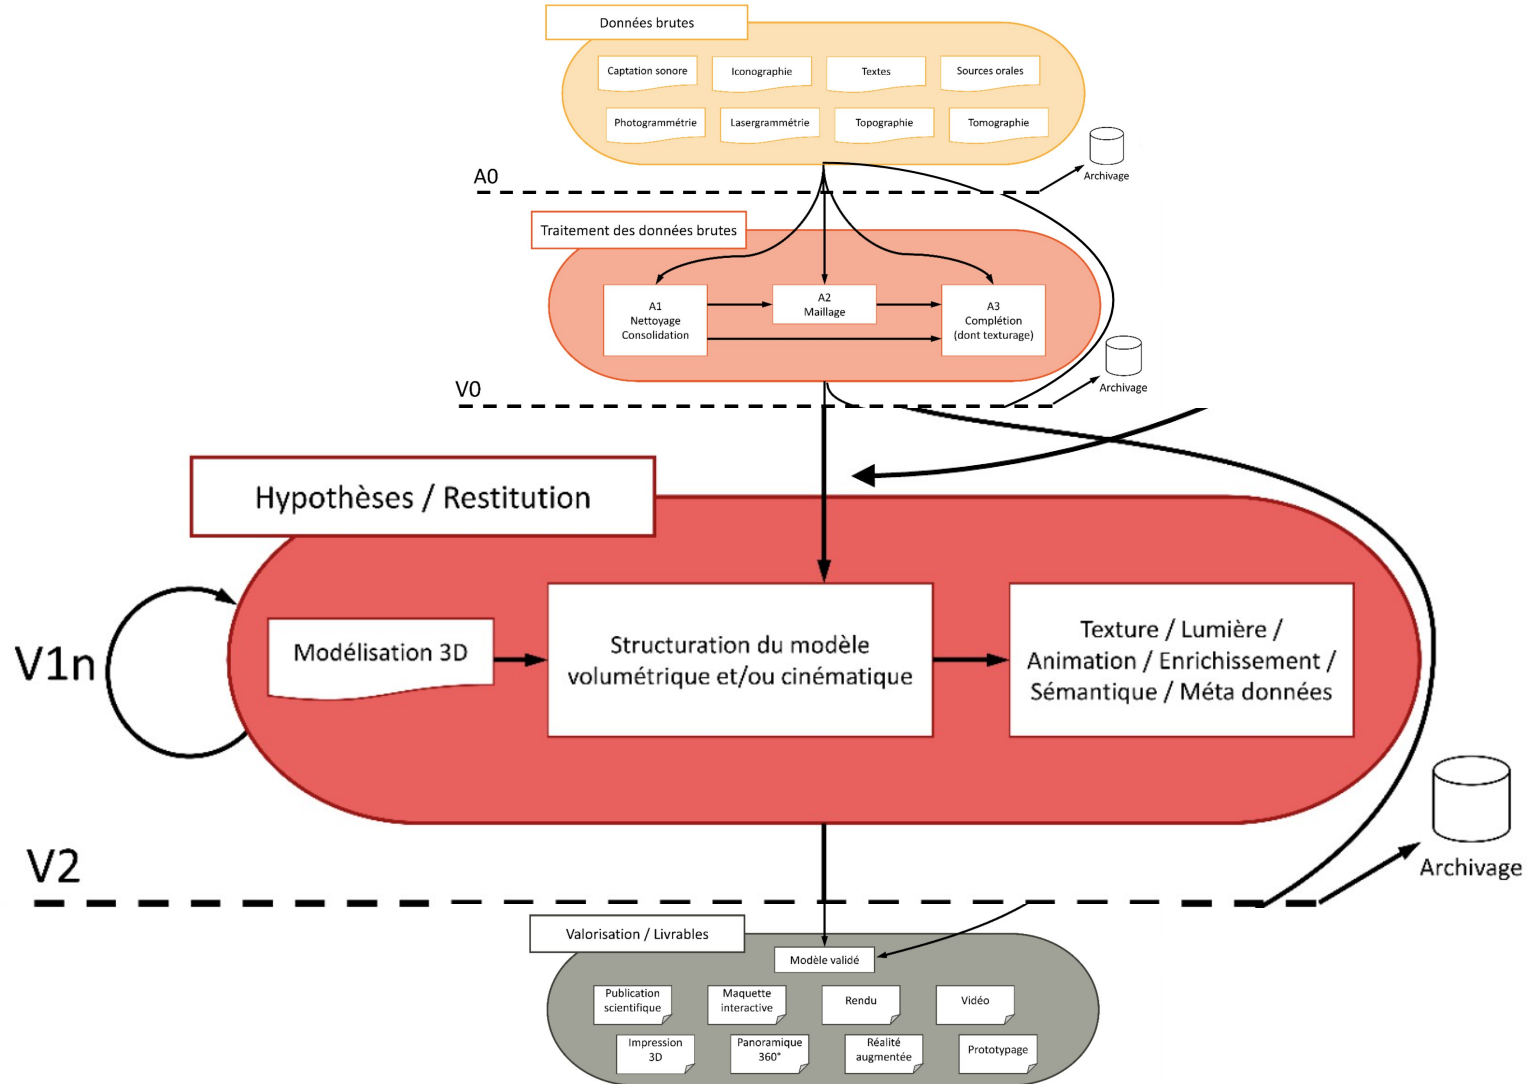 Données brutes
Captation sonore
Iconographie
Textes
Sources orales
Photogrammétrie
Lasergrammétrie
Topographie
Tomographie
Archivage
A0
Traitement des données brutes
A1
Nettoyage
Consolidation
A2
Maillage
A3
Complétion
(dont texturage)
Archivage
V0
Hypothèses / Restitution
V1n
Modélisation 3D
Structuration du modèle
volumétrique et/ou cinématique
Texture / Lumière /
Animation / Enrichissement /
Sémantique / Méta données
V2
Archivage
Valorisation / Livrables
Modèle validé
Publication
scientifique
Maquette
interactive
Rendu
Vidéo
Impression
3D
Panoramique
360°
Réalité
augmentée
Prototypage